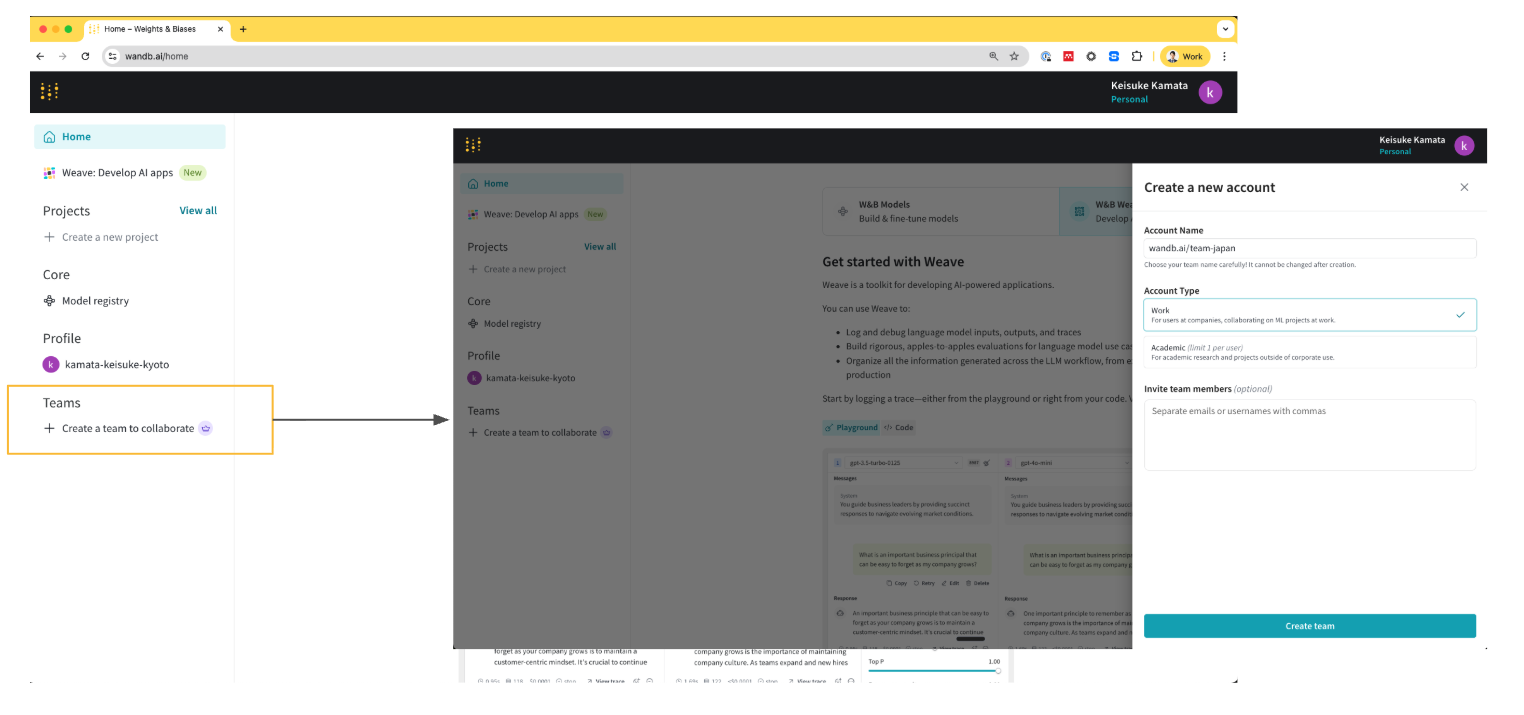 Home – Weights & Biases
wandb.ai/home
Work
Keisuke Kamata
Personal
k
Home
Weave: Develop AI apps New
Projects View all
Create a new project
Core
Model registry
Profile
k kamata-keisuke-kyoto
Teams
Create a team to collaborate
Keisuke Kamata
Personal
k
Home
Weave: Develop AI apps New
Projects View all
Create a new project
Core
Model registry
Profile
k kamata-keisuke-kyoto
Teams
Create a team to collaborate
W&B Models
Build & fine-tune models
W&B Wea
Develop
Get started with Weave
Weave is a toolkit for developing AI-powered applications.
You can use Weave to:
• Log and debug language model inputs, outputs, and traces
• Build rigorous, apples-to-apples evaluations for language model use ca
• Organize all the information generated across the LLM workflow, from e
production
Start by logging a trace—either from the playground or right from your code.
Playground </> Code
gpt-3.5-turbo-0125
gpt-4o-mini
Messages
System
You guide business leaders by providing succinct
responses to navigate evolving market conditions.
What is an important business principal that
can be easy to forget as my company grows?
Copy Retry Edit Delete
Response
An important business principle that can be easy to
forget as your company grows is to maintain a
customer-centric mindset. It's crucial to continue
Messages
System
You guide business leaders by providing succ
responses to navigate evolving market condit
What is an important business princip
can be easy to forget as my company g
Response
One important principle to remember as
company grows is the importance of mai
company culture. As teams expand and n
Create a new account
Account Name
wandb.ai/team-japan
Choose your team name carefully! It cannot be changed after creation.
Account Type
Work
For users at companies, collaborating on ML projects at work.
Academic (limit 1 per user)
For academic research and projects outside of corporate use.
Invite team members (optional)
Separate emails or usernames with commas
Create team
forget as your company grows is to maintain a
customer-centric mindset. It's crucial to continue
company grows is the importance of maintaining
company culture. As teams expand and new hires
Top P 1.00
View trace
View trace